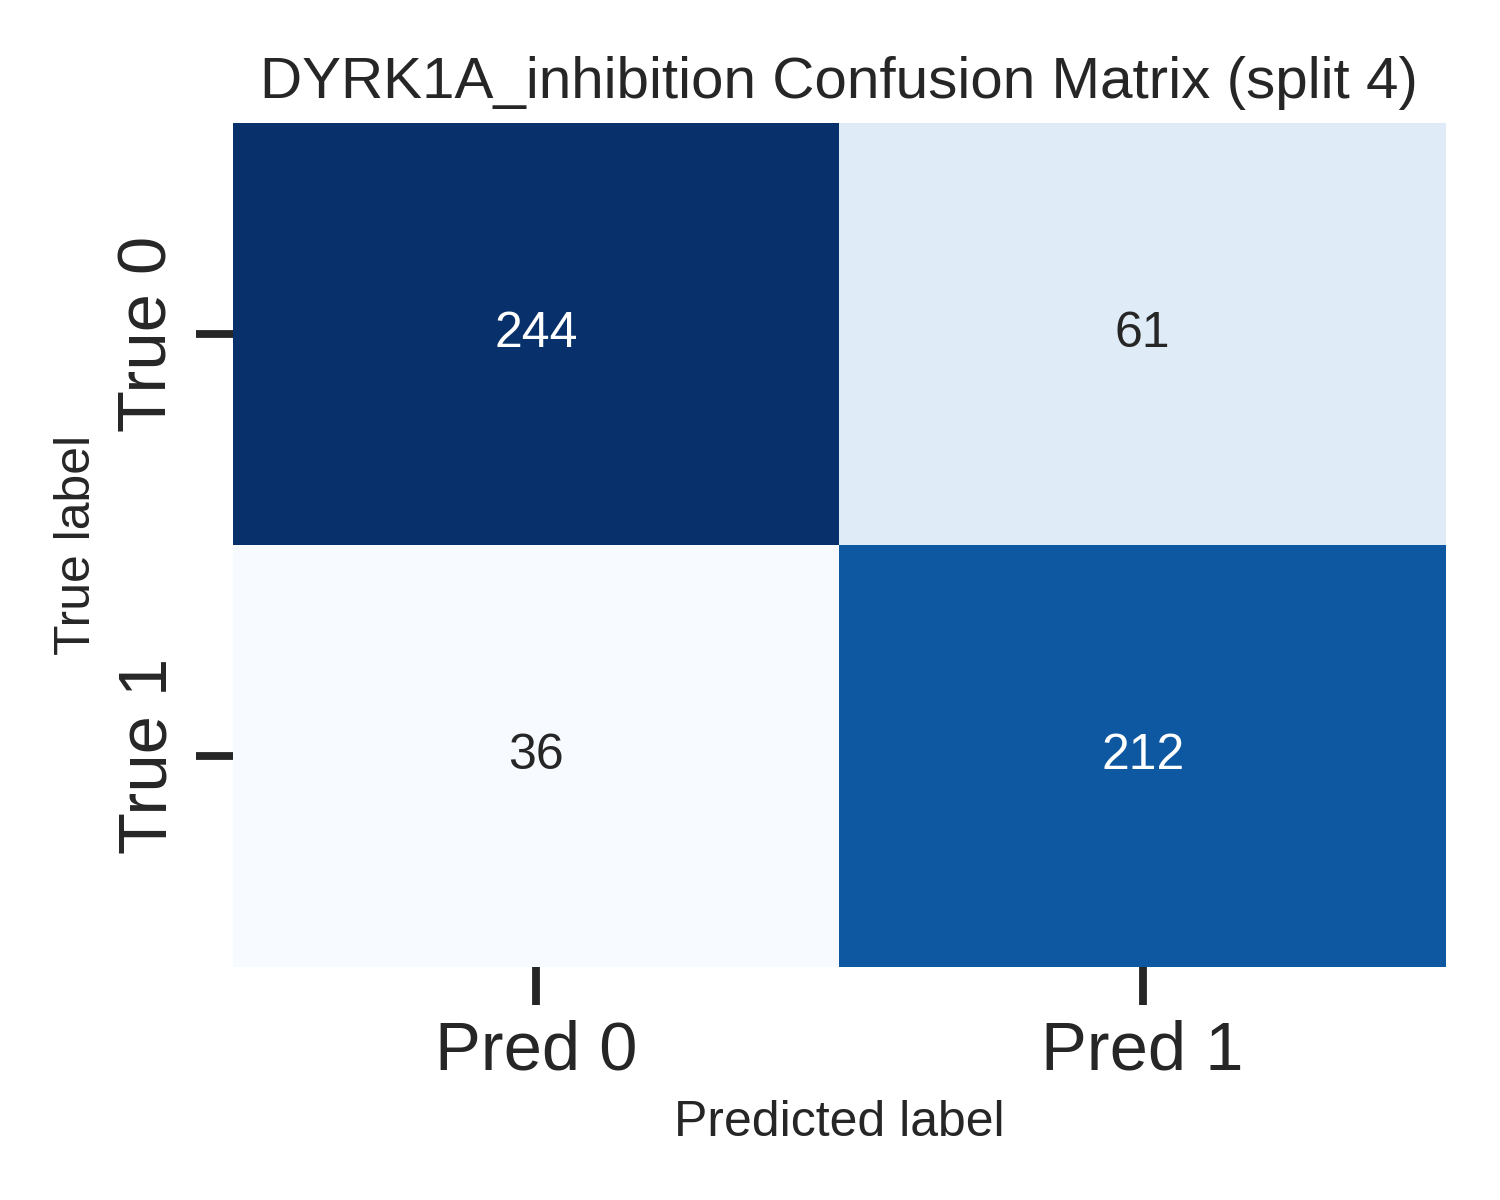 DYRK1A_inhibition Confusion Matrix (split 4)
True label
True 0
244
61
True 1
36
212
Pred 0
Pred 1
Predicted label